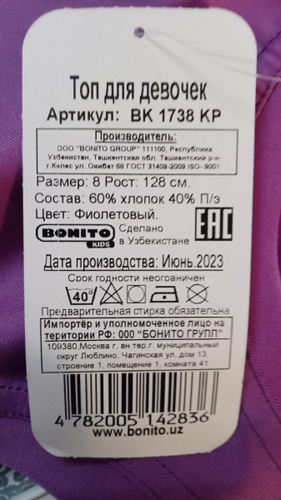 Топ для девочек
Артикул: BK 1738 KP
Производитель:
ООО "BONITO GROUP" 111100, Республика
Узбекистан, Ташкентская обл. Ташкентский р-н
г.Келес ул. Ойбат 68 ГОСТ 31409-2009 ISO- 9001
Размер: 8 Рост: 128 см.
Состав: 60% хлопок 40% П/э
Цвет: Фиолетовый.
BONITO KIDS Сделано в Узбекистане
EAC
Дата производства: Июнь.2023
Срок годности неограничен
40°
Предварительная стирка обязательна
Импортёр и уполномоченное лицо на
территории РФ: ООО "БОНИТО ГРУПП"
109380,Москва г. вн.тер.г. муниципальный
округ Люблино, Чагинская ул, дом 13,
строение 1, помещение 1, комната 41
4 782005 142836
www.bonito.uz